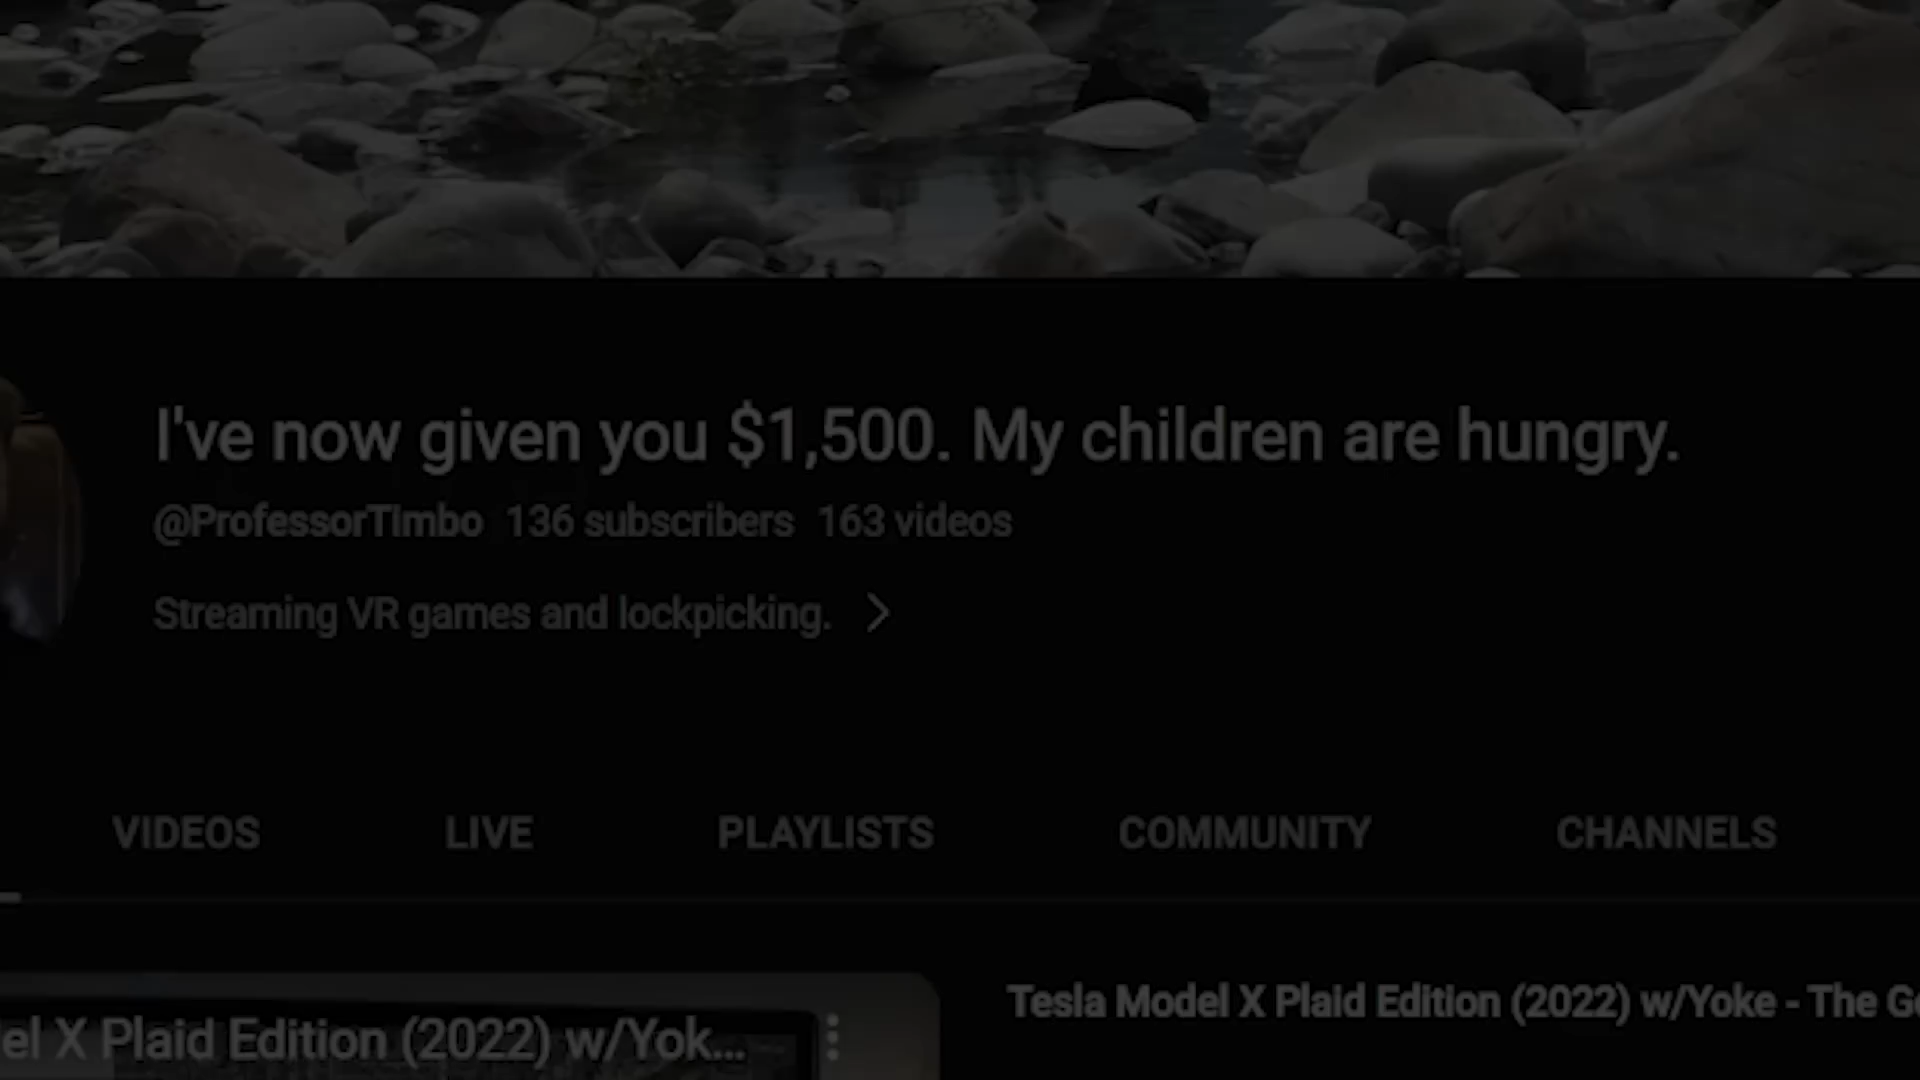 I've now given you $1,500. My children are hungry.
@ProfessorTImbo 136 subscribers 163 videos
Streaming VR games and lockpicking.
VIDEOS LIVE PLAYLISTS COMMUNITY CHANNELS
el X Plaid Edition (2022) w/Yok...
Tesla Model X Plaid Edition (2022) w/Yoke - The G